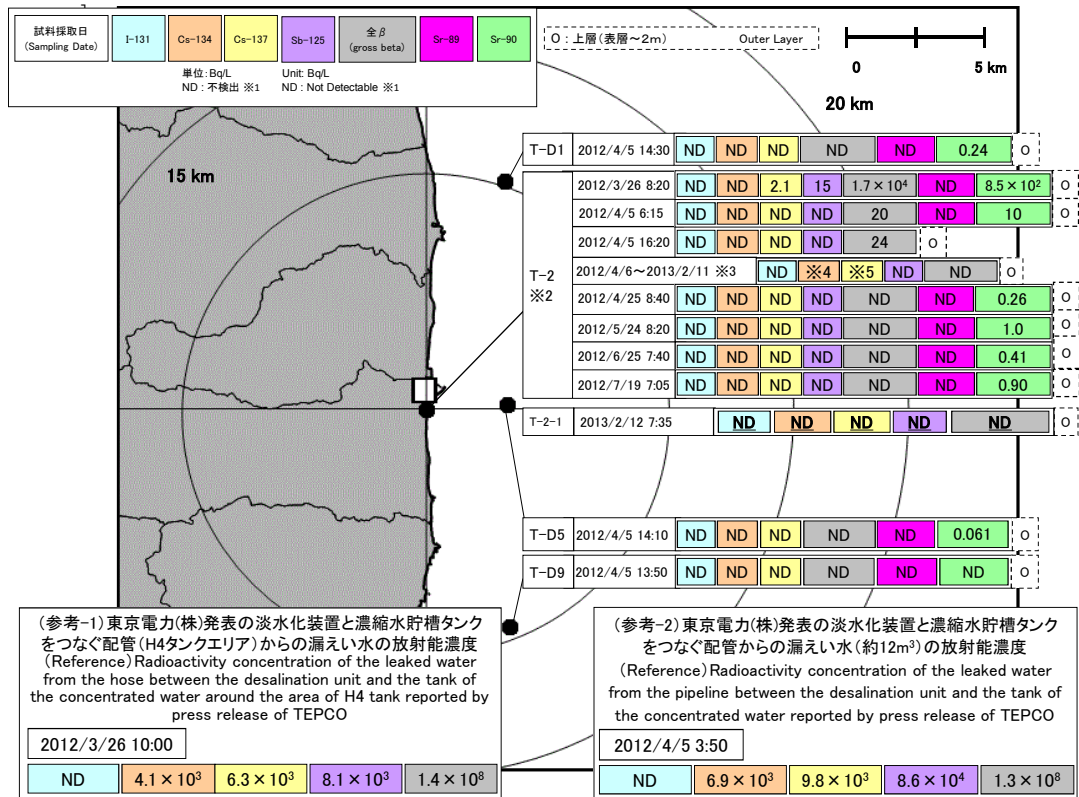 試料採取日
(Sampling Date)
I-131
Cs-134
Cs-137
Sb-125
全β
(gross beta)
Sr-89
Sr-90
単位: Bq/L
ND : 不検出 ※1
Unit: Bq/L
ND : Not Detectable ※1
O : 上層(表層～2m) Outer Layer
0 5 km
20 km
15 km
T-D1 2012/4/5 14:30 ND ND ND ND ND 0.24 O
T-2
※2
2012/3/26 8:20 ND ND 2.1 15 1.7×10⁴ ND 8.5×10² O
2012/4/5 6:15 ND ND ND ND 20 ND 10 O
2012/4/5 16:20 ND ND ND ND 24 O
2012/4/6～2013/2/11 ※3 ND ※4 ※5 ND ND O
2012/4/25 8:40 ND ND ND ND ND ND 0.26 O
2012/5/24 8:20 ND ND ND ND ND ND 1.0 O
2012/6/25 7:40 ND ND ND ND ND ND 0.41 O
2012/7/19 7:05 ND ND ND ND ND ND 0.90 O
T-2-1 2013/2/12 7:35 ND ND ND ND ND O
T-D5 2012/4/5 14:10 ND ND ND ND ND 0.061 O
T-D9 2012/4/5 13:50 ND ND ND ND ND ND O
(参考-1)東京電力(株)発表の淡水化装置と濃縮水貯槽タンク
をつなぐ配管(H4タンクエリア)からの漏えい水の放射能濃度
(Reference)Radioactivity concentration of the leaked water
from the hose between the desalination unit and the tank of
the concentrated water around the area of H4 tank reported by
press release of TEPCO
2012/3/26 10:00
ND 4.1×10³ 6.3×10³ 8.1×10³ 1.4×10⁸
(参考-2)東京電力(株)発表の淡水化装置と濃縮水貯槽タンク
をつなぐ配管からの漏えい水(約12m³)の放射能濃度
(Reference)Radioactivity concentration of the leaked water
from the pipeline between the desalination unit and the tank of
the concentrated water reported by press release of TEPCO
2012/4/5 3:50
ND 6.9×10³ 9.8×10³ 8.6×10⁴ 1.3×10⁸